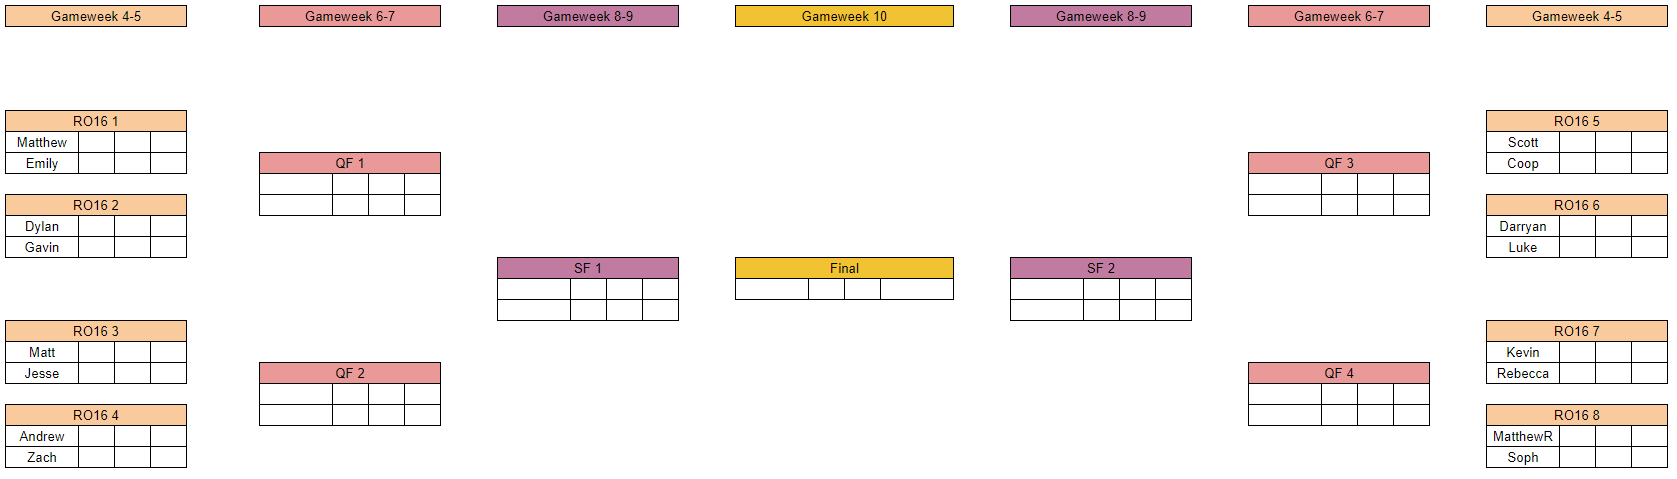 Gameweek 4-5
Gameweek 6-7
Gameweek 8-9
Gameweek 10
Gameweek 8-9
Gameweek 6-7
Gameweek 4-5
RO16 1
Matthew
Emily
RO16 2
Dylan
Gavin
RO16 3
Matt
Jesse
RO16 4
Andrew
Zach
QF 1
QF 2
SF 1
Final
SF 2
QF 3
QF 4
RO16 5
Scott
Coop
RO16 6
Darryan
Luke
RO16 7
Kevin
Rebecca
RO16 8
MatthewR
Soph